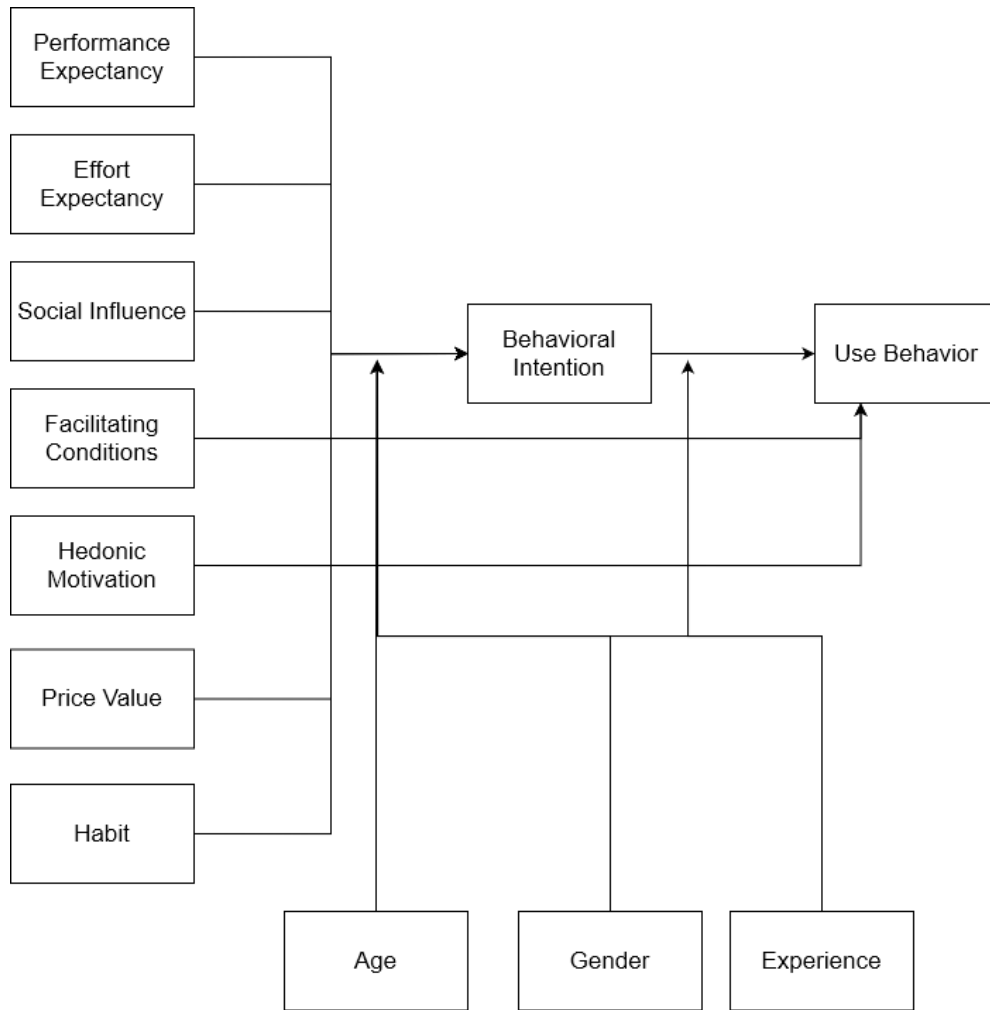 Performance
Expectancy
Effort
Expectancy
Social Influence
Behavioral
Intention
Use Behavior
Facilitating
Conditions
Hedonic
Motivation
Price Value
Habit
Age
Gender
Experience